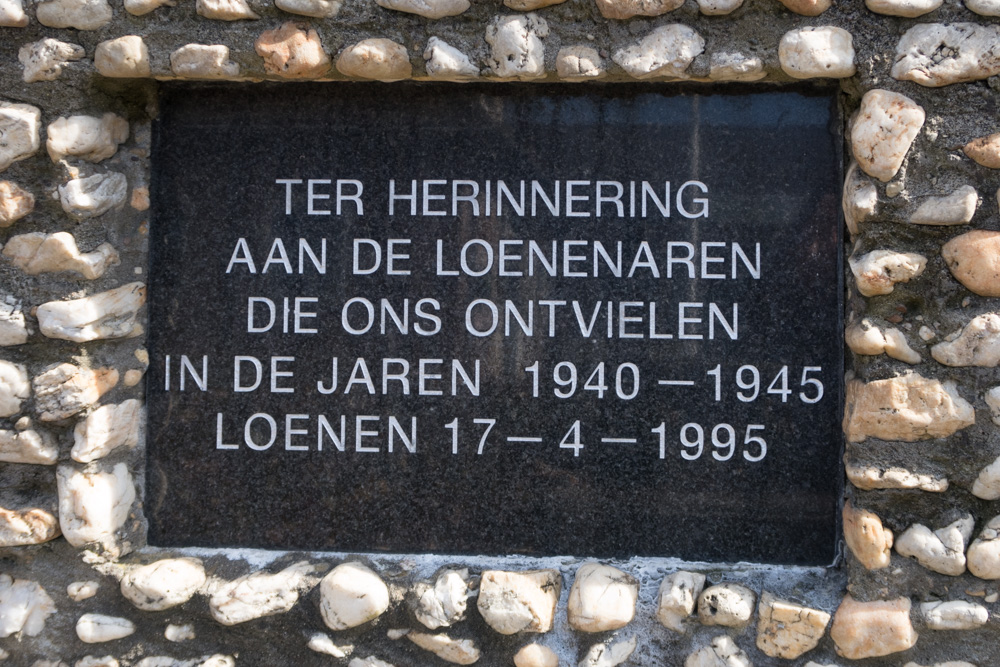 TER HERINNERING
AAN DE LOENENAREN
DIE ONS ONTVIELEN
IN DE JAREN 1940 – 1945
LOENEN 17 – 4 – 1995